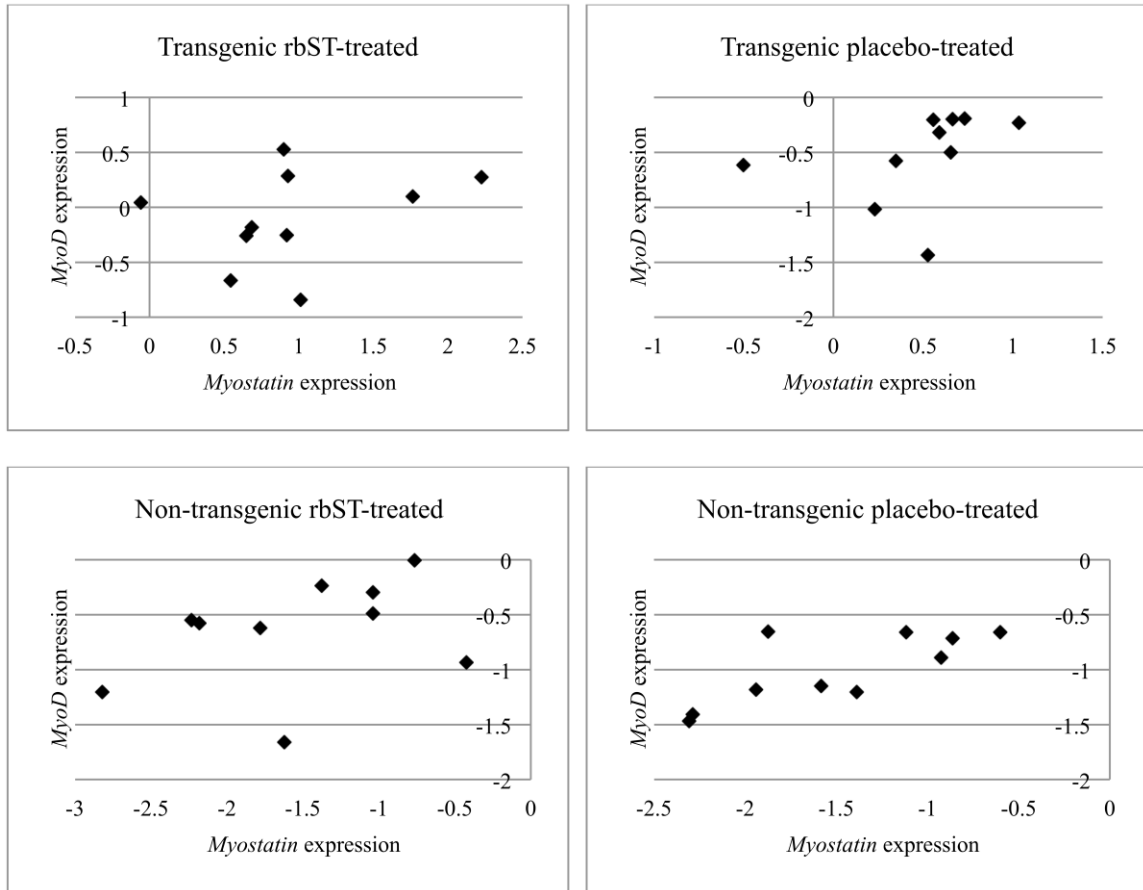 Transgenic rbST-treated
1
0.5
0
-0.5
-1
-0.5 0 0.5 1 1.5 2 2.5
MyoD expression
Myostatin expression
Transgenic placebo-treated
0
-0.5
-1
-1.5
-2
-1 -0.5 0 0.5 1 1.5
MyoD expression
Myostatin expression
Non-transgenic rbST-treated
0
-0.5
-1
-1.5
-2
-3 -2.5 -2 -1.5 -1 -0.5 0
MyoD expression
Myostatin expression
Non-transgenic placebo-treated
0
-0.5
-1
-1.5
-2
-2.5 -2 -1.5 -1 -0.5 0
MyoD expression
Myostatin expression